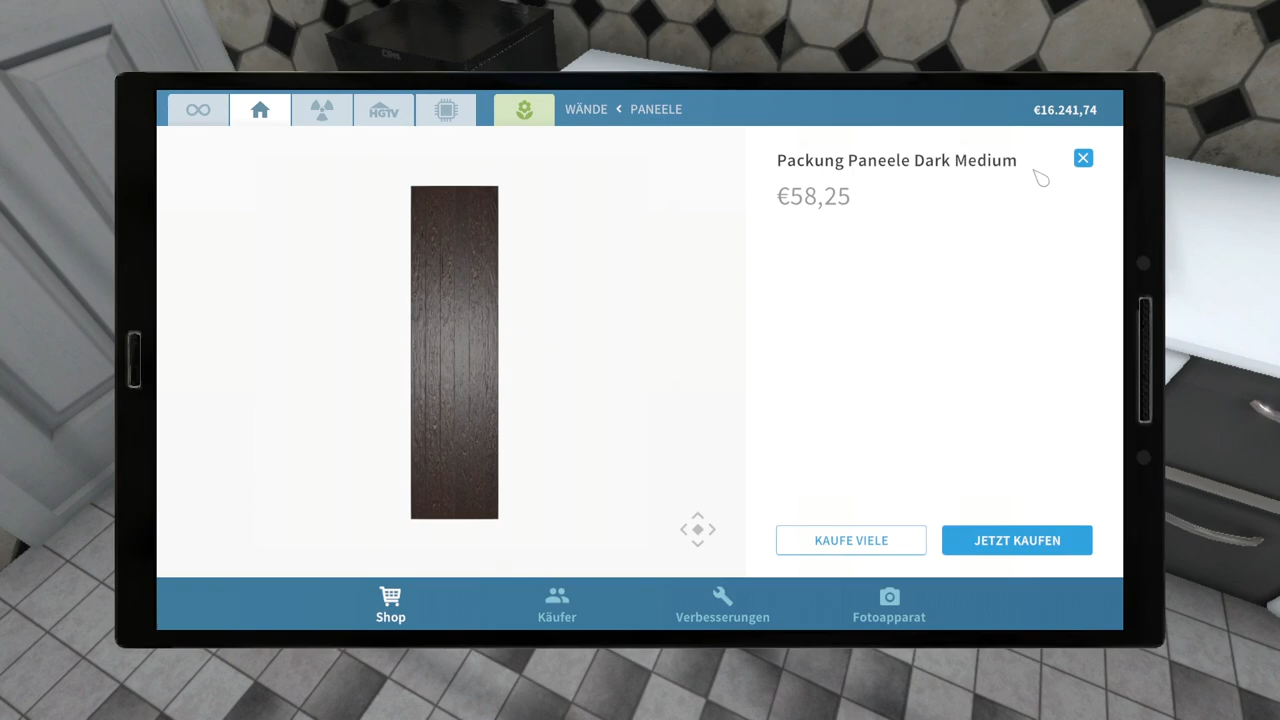 HGTV
WÄNDE < PANEELE
€16.241,74
Packung Paneele Dark Medium
€58,25
KAUFE VIELE
JETZT KAUFEN
Shop
Käufer
Verbesserungen
Fotoapparat